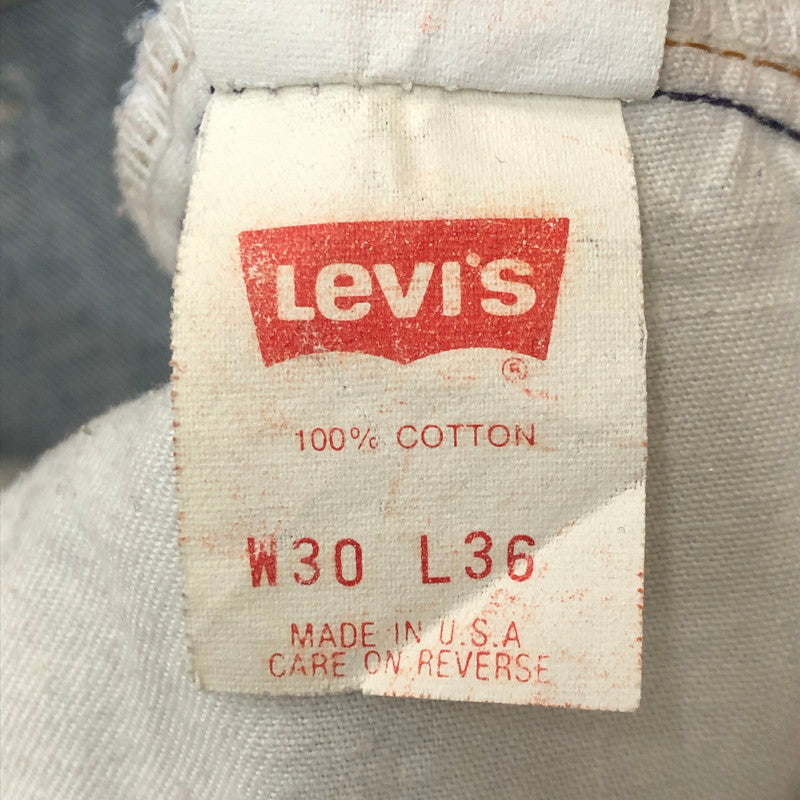 Levi's
®
100% COTTON
W30 L36
MADE IN U.S.A
CARE ON REVERSE